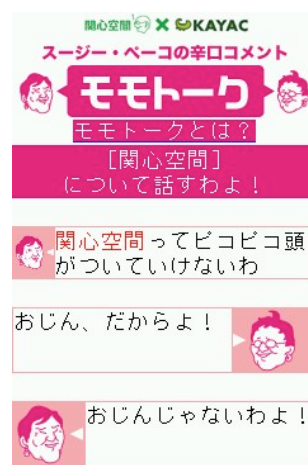 関心空間 × KAYAC
スージー・ペーコの辛口コメント
モモトーク
モモトークとは？
[関心空間]
について話すわよ！
関心空間ってピコピコ頭
がついていけないわ
おじん、だからよ！
おじんじゃないわよ！